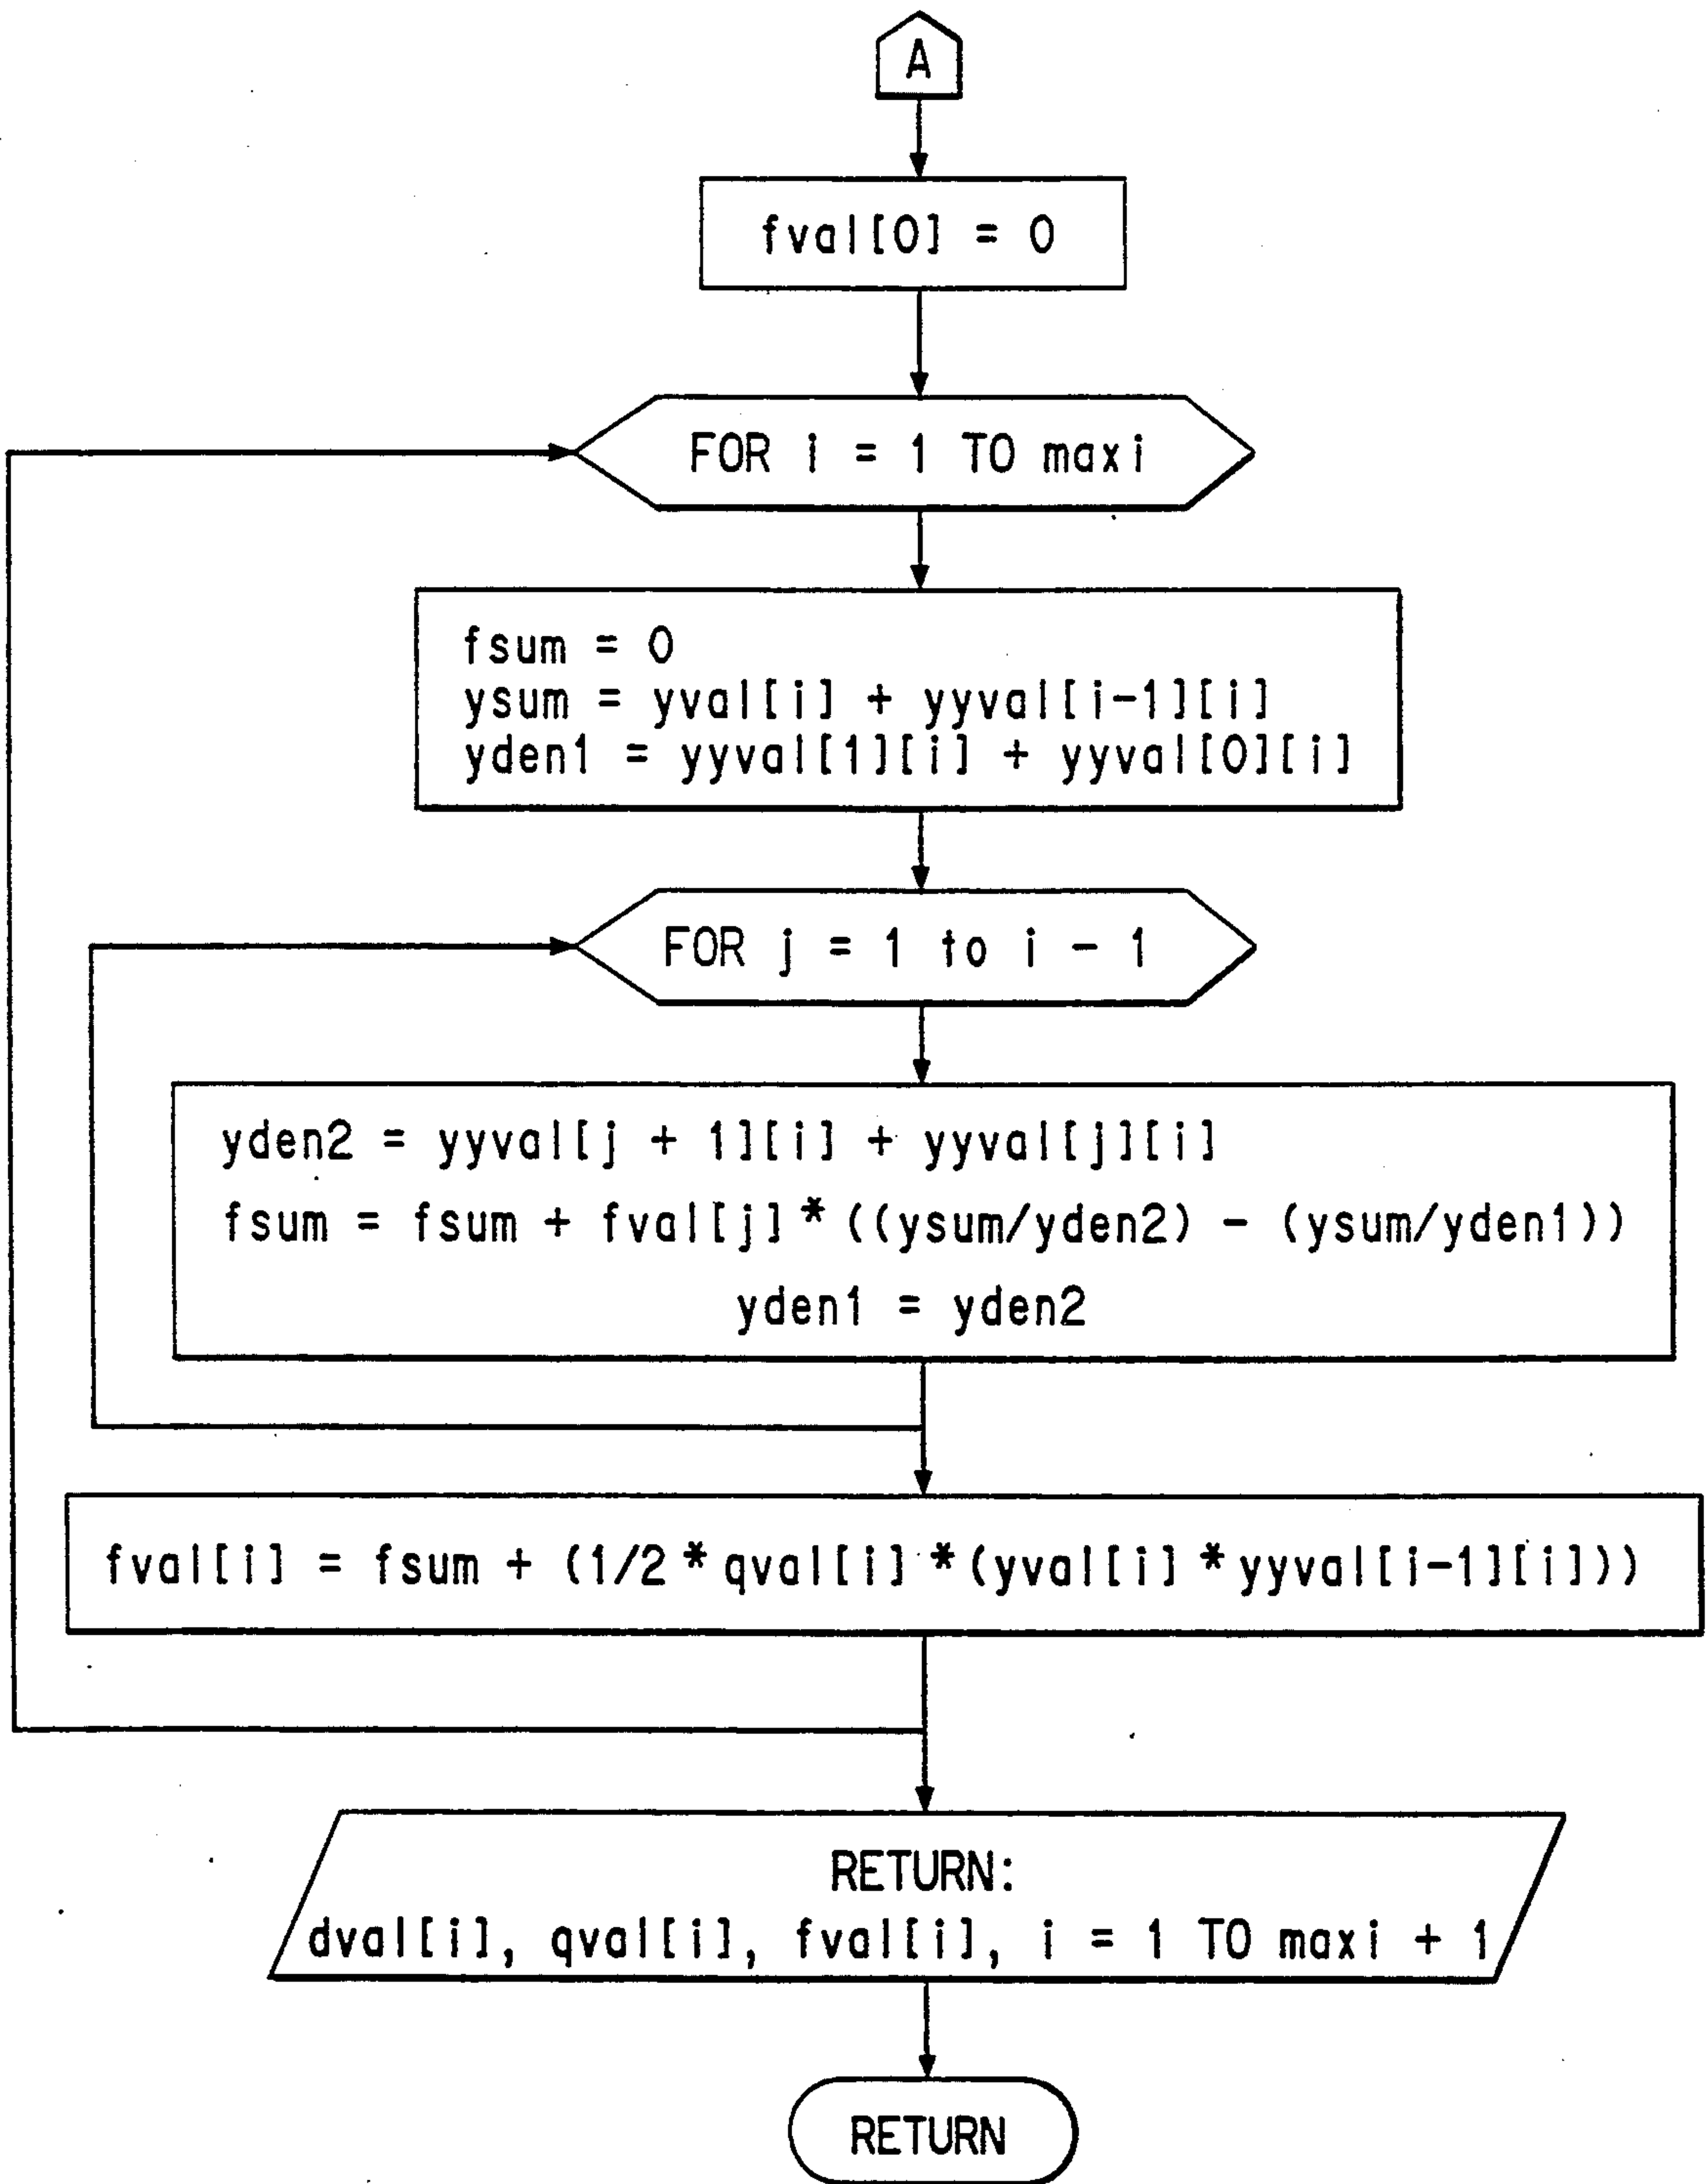 A
fval[0] = 0
FOR i = 1 TO maxi
fsum = 0
ysum = yval[i] + yyval[i-1][i]
yden1 = yyval[1][i] + yyval[0][i]
FOR j = 1 to i - 1
yden2 = yyval[j + 1][i] + yyval[j][i]
fsum = fsum + fval[j]*((ysum/yden2) - (ysum/yden1))
yden1 = yden2
fval[i] = fsum + (1/2*qval[i]*(yval[i]*yyval[i-1][i]))
RETURN:
dval[i], qval[i], fval[i], i = 1 TO maxi + 1
RETURN